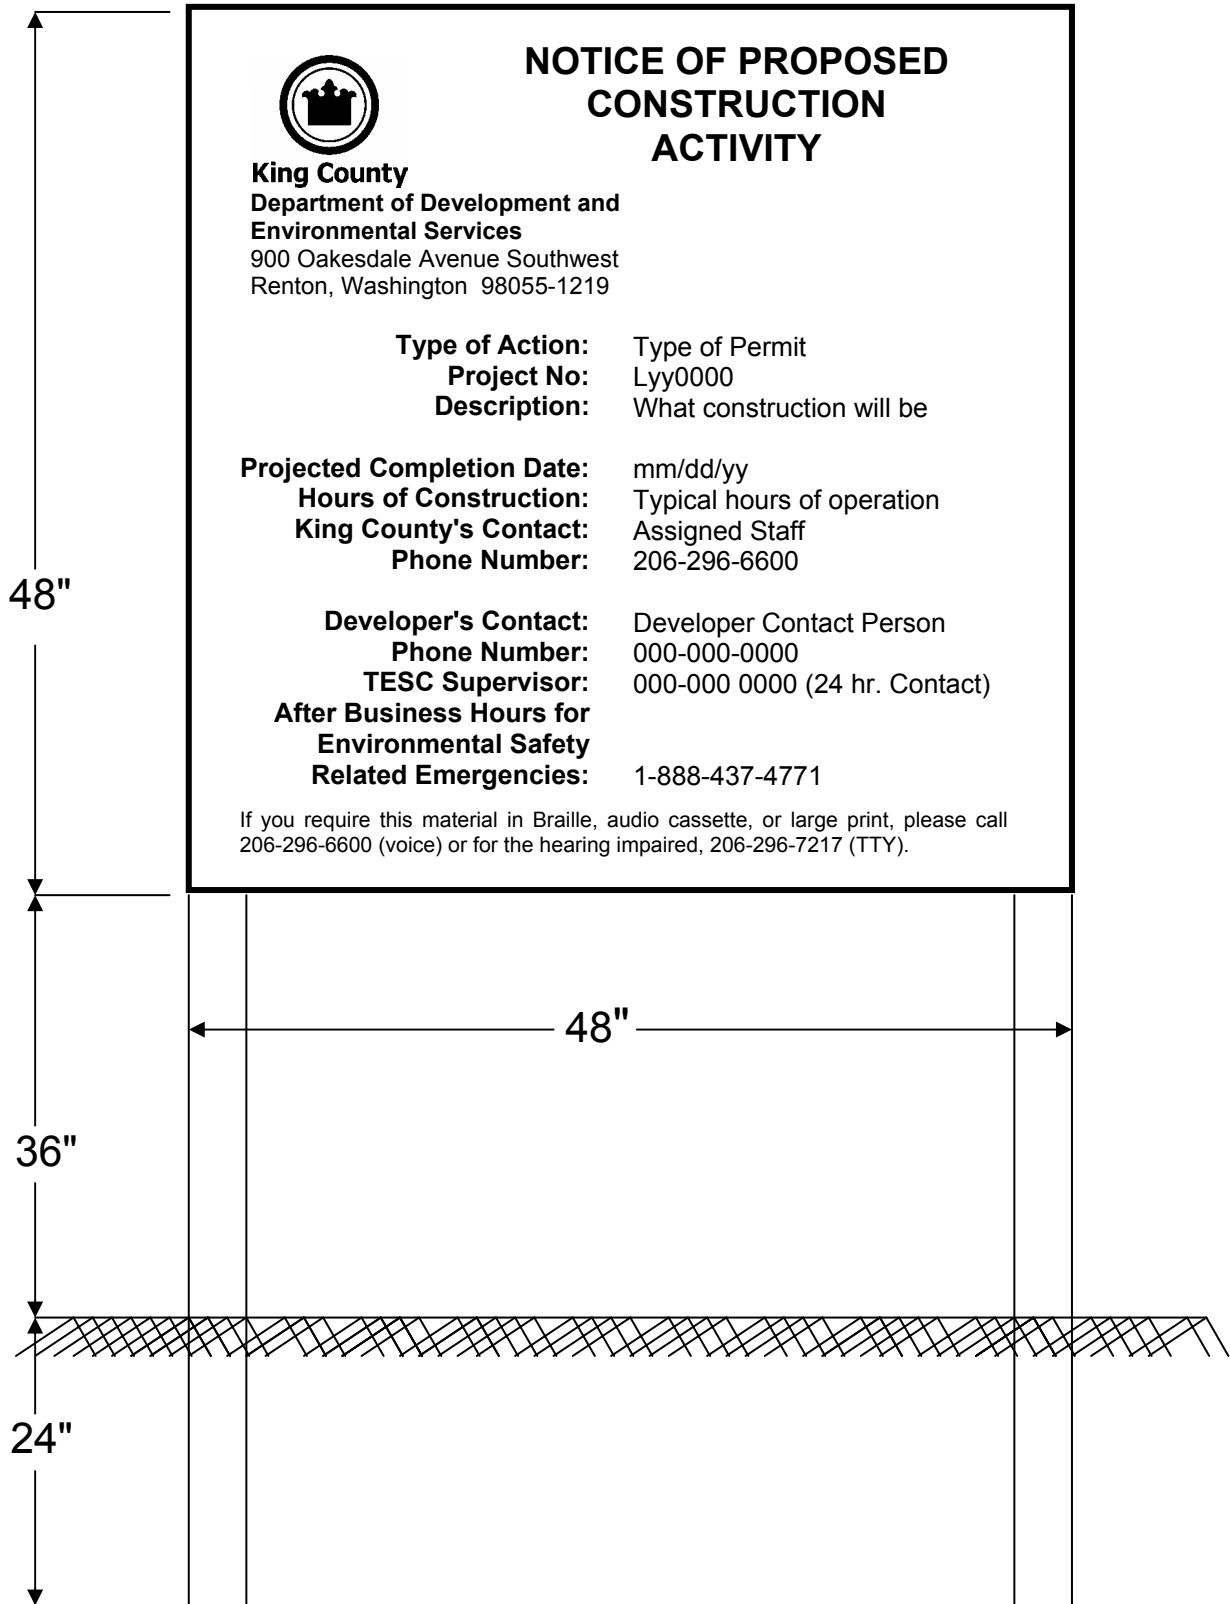 NOTICE OF PROPOSED
CONSTRUCTION
ACTIVITY
King County
Department of Development and
Environmental Services
900 Oakesdale Avenue Southwest
Renton, Washington  98055-1219
Type of Action: Type of Permit
Project No: Lyy0000
Description: What construction will be
Projected Completion Date: mm/dd/yy
Hours of Construction: Typical hours of operation
King County's Contact: Assigned Staff
Phone Number: 206-296-6600
Developer's Contact: Developer Contact Person
Phone Number: 000-000-0000
TESC Supervisor: 000-000 0000 (24 hr. Contact)
After Business Hours for
Environmental Safety
Related Emergencies: 1-888-437-4771
If you require this material in Braille, audio cassette, or large print, please call
206-296-6600 (voice) or for the hearing impaired, 206-296-7217 (TTY).
48"
48"
36"
24"